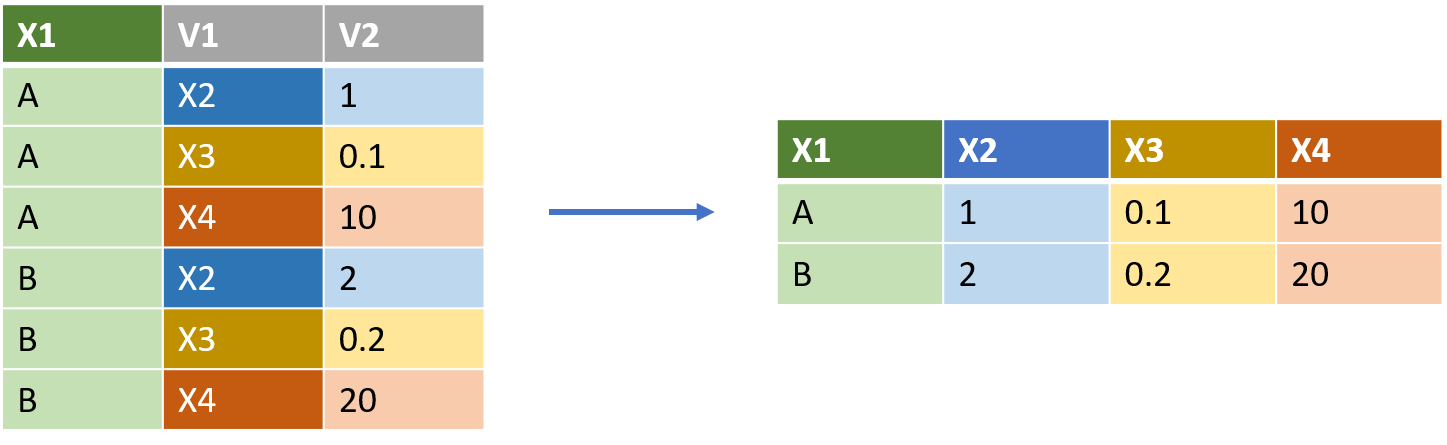 X1 V1 V2
A X2 1
A X3 0.1
A X4 10
B X2 2
B X3 0.2
B X4 20
X1 X2 X3 X4
A 1 0.1 10
B 2 0.2 20